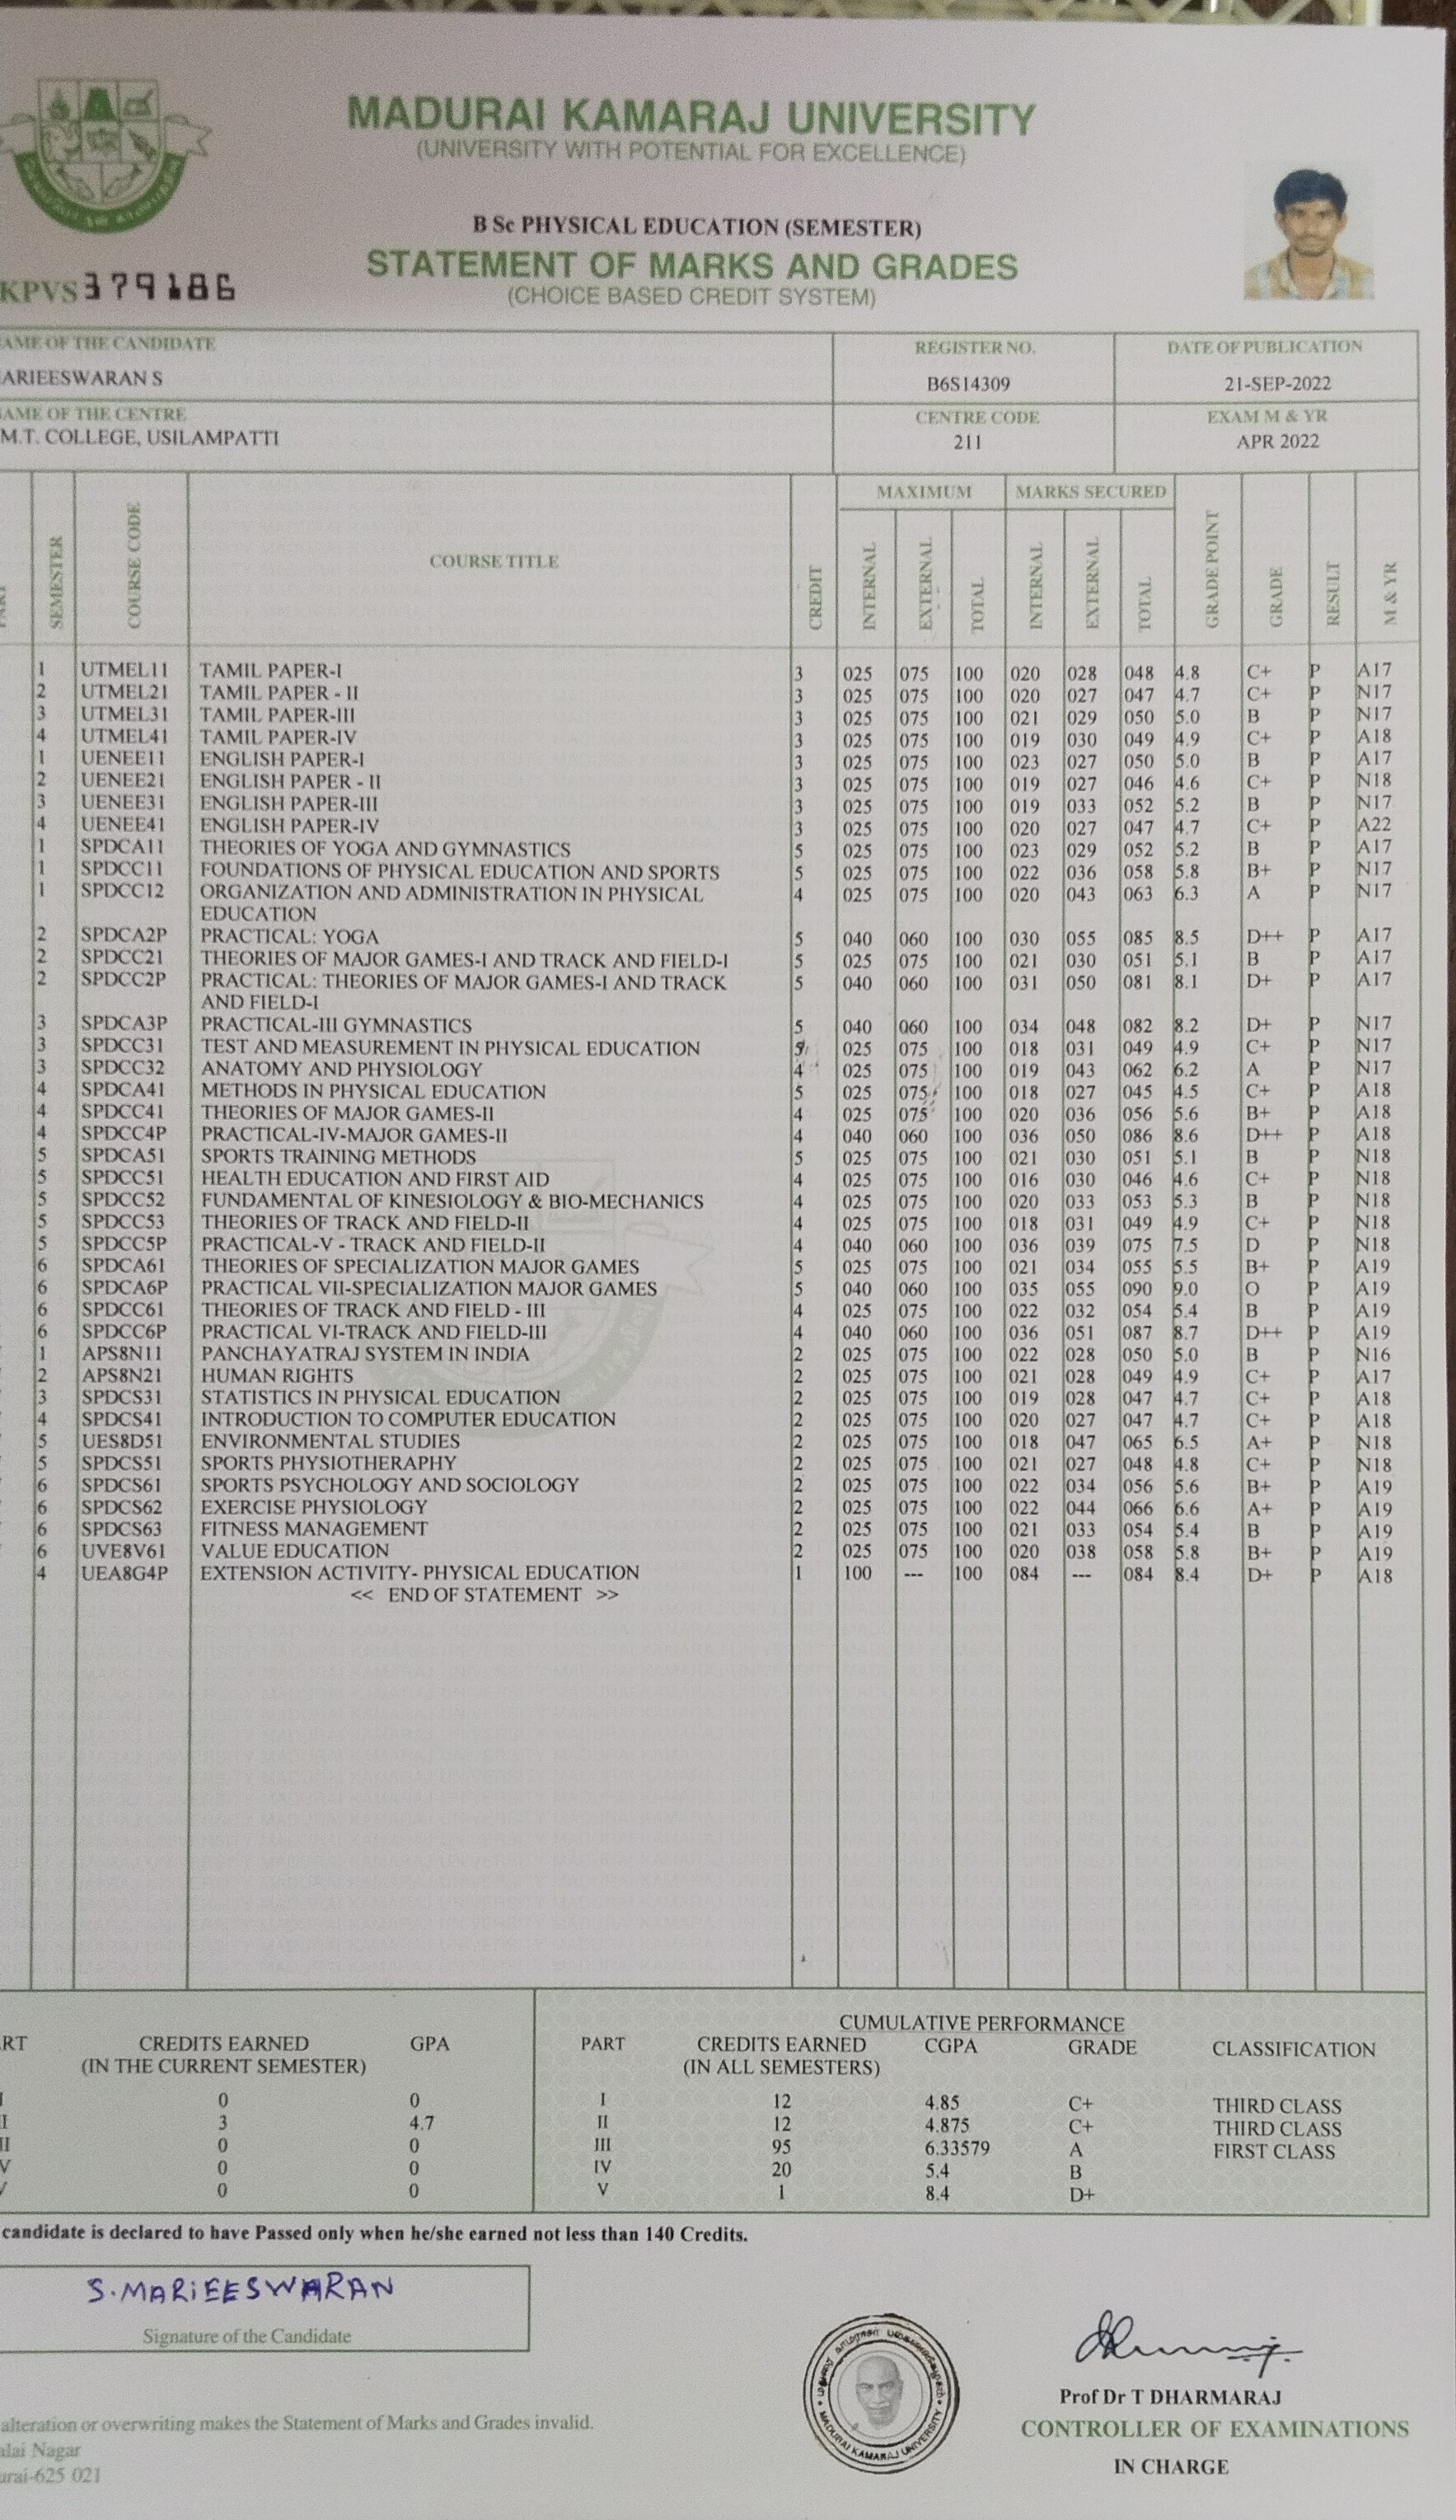 MADURAI KAMARAJ UNIVERSITY
(UNIVERSITY WITH POTENTIAL FOR EXCELLENCE)
B Sc PHYSICAL EDUCATION (SEMESTER)
STATEMENT OF MARKS AND GRADES
(CHOICE BASED CREDIT SYSTEM)
KPVS 379186
AME OF THE CANDIDATE REGISTER NO. DATE OF PUBLICATION
ARIEESWARAN S B6S14309 21-SEP-2022
AME OF THE CENTRE CENTRE CODE EXAM M & YR
M.T. COLLEGE, USILAMPATTI 211 APR 2022
MAXIMUM MARKS SECURED
SEMESTER COURSE CODE COURSE TITLE CREDIT INTERNAL EXTERNAL TOTAL INTERNAL EXTERNAL TOTAL GRADE POINT GRADE RESULT M & YR
1 UTMEL11 TAMIL PAPER-I 3 025 075 100 020 028 048 4.8 C+ P A17
2 UTMEL21 TAMIL PAPER - II 3 025 075 100 020 027 047 4.7 C+ P N17
3 UTMEL31 TAMIL PAPER-III 3 025 075 100 021 029 050 5.0 B P N17
4 UTMEL41 TAMIL PAPER-IV 3 025 075 100 019 030 049 4.9 C+ P A18
1 UENEE11 ENGLISH PAPER-I 3 025 075 100 023 027 050 5.0 B P A17
2 UENEE21 ENGLISH PAPER - II 3 025 075 100 019 027 046 4.6 C+ P N18
3 UENEE31 ENGLISH PAPER-III 3 025 075 100 019 033 052 5.2 B P N17
4 UENEE41 ENGLISH PAPER-IV 3 025 075 100 020 027 047 4.7 C+ P A22
1 SPDCA11 THEORIES OF YOGA AND GYMNASTICS 5 025 075 100 023 029 052 5.2 B P A17
1 SPDCC11 FOUNDATIONS OF PHYSICAL EDUCATION AND SPORTS 5 025 075 100 022 036 058 5.8 B+ P N17
1 SPDCC12 ORGANIZATION AND ADMINISTRATION IN PHYSICAL 4 025 075 100 020 043 063 6.3 A P N17
EDUCATION
2 SPDCA2P PRACTICAL: YOGA 5 040 060 100 030 055 085 8.5 D++ P A17
2 SPDCC21 THEORIES OF MAJOR GAMES-I AND TRACK AND FIELD-I 5 025 075 100 021 030 051 5.1 B P A17
2 SPDCC2P PRACTICAL: THEORIES OF MAJOR GAMES-I AND TRACK 5 040 060 100 031 050 081 8.1 D+ P A17
AND FIELD-I
3 SPDCA3P PRACTICAL-III GYMNASTICS 5 040 060 100 034 048 082 8.2 D+ P N17
3 SPDCC31 TEST AND MEASUREMENT IN PHYSICAL EDUCATION 5 025 075 100 018 031 049 4.9 C+ P N17
3 SPDCC32 ANATOMY AND PHYSIOLOGY 4 025 075 100 019 043 062 6.2 A P N17
4 SPDCA41 METHODS IN PHYSICAL EDUCATION 5 025 075 100 018 027 045 4.5 C+ P A18
4 SPDCC41 THEORIES OF MAJOR GAMES-II 4 025 075 100 020 036 056 5.6 B+ P A18
4 SPDCC4P PRACTICAL-IV-MAJOR GAMES-II 4 040 060 100 036 050 086 8.6 D++ P A18
5 SPDCA51 SPORTS TRAINING METHODS 5 025 075 100 021 030 051 5.1 B P N18
5 SPDCC51 HEALTH EDUCATION AND FIRST AID 4 025 075 100 016 030 046 4.6 C+ P N18
5 SPDCC52 FUNDAMENTAL OF KINESIOLOGY & BIO-MECHANICS 4 025 075 100 020 033 053 5.3 B P N18
5 SPDCC53 THEORIES OF TRACK AND FIELD-II 4 025 075 100 018 031 049 4.9 C+ P N18
5 SPDCC5P PRACTICAL-V - TRACK AND FIELD-II 4 040 060 100 036 039 075 7.5 D P N18
6 SPDCA61 THEORIES OF SPECIALIZATION MAJOR GAMES 5 025 075 100 021 034 055 5.5 B+ P A19
6 SPDCA6P PRACTICAL VII-SPECIALIZATION MAJOR GAMES 5 040 060 100 035 055 090 9.0 O P A19
6 SPDCC61 THEORIES OF TRACK AND FIELD - III 4 025 075 100 022 032 054 5.4 B P A19
6 SPDCC6P PRACTICAL VI-TRACK AND FIELD-III 4 040 060 100 036 051 087 8.7 D++ P A19
1 APS8N11 PANCHAYATRAJ SYSTEM IN INDIA 2 025 075 100 022 028 050 5.0 B P N16
2 APS8N21 HUMAN RIGHTS 2 025 075 100 021 028 049 4.9 C+ P A17
3 SPDCS31 STATISTICS IN PHYSICAL EDUCATION 2 025 075 100 019 028 047 4.7 C+ P A18
4 SPDCS41 INTRODUCTION TO COMPUTER EDUCATION 2 025 075 100 020 027 047 4.7 C+ P A18
5 UES8D51 ENVIRONMENTAL STUDIES 2 025 075 100 018 047 065 6.5 A+ P N18
5 SPDCS51 SPORTS PHYSIOTHERAPHY 2 025 075 100 021 027 048 4.8 C+ P N18
6 SPDCS61 SPORTS PSYCHOLOGY AND SOCIOLOGY 2 025 075 100 022 034 056 5.6 B+ P A19
6 SPDCS62 EXERCISE PHYSIOLOGY 2 025 075 100 022 044 066 6.6 A+ P A19
6 SPDCS63 FITNESS MANAGEMENT 2 025 075 100 021 033 054 5.4 B P A19
6 UVE8V61 VALUE EDUCATION 2 025 075 100 020 038 058 5.8 B+ P A19
4 UEA8G4P EXTENSION ACTIVITY- PHYSICAL EDUCATION 1 100 --- 100 084 --- 084 8.4 D+ P A18
<< END OF STATEMENT >>
CUMULATIVE PERFORMANCE
RT CREDITS EARNED GPA PART CREDITS EARNED CGPA GRADE CLASSIFICATION
(IN THE CURRENT SEMESTER) (IN ALL SEMESTERS)
I 0 0 I 12 4.85 C+ THIRD CLASS
II 3 4.7 II 12 4.875 C+ THIRD CLASS
II 0 0 III 95 6.33579 A FIRST CLASS
V 0 0 IV 20 5.4 B
V 0 0 V 1 8.4 D+
candidate is declared to have Passed only when he/she earned not less than 140 Credits.
S. MARIEESWARAN
Signature of the Candidate
MADURAI KAMARAJ UNIVERSITY
Prof Dr T DHARMARAJ
CONTROLLER OF EXAMINATIONS
IN CHARGE
alteration or overwriting makes the Statement of Marks and Grades invalid.
alai Nagar
urai-625 021